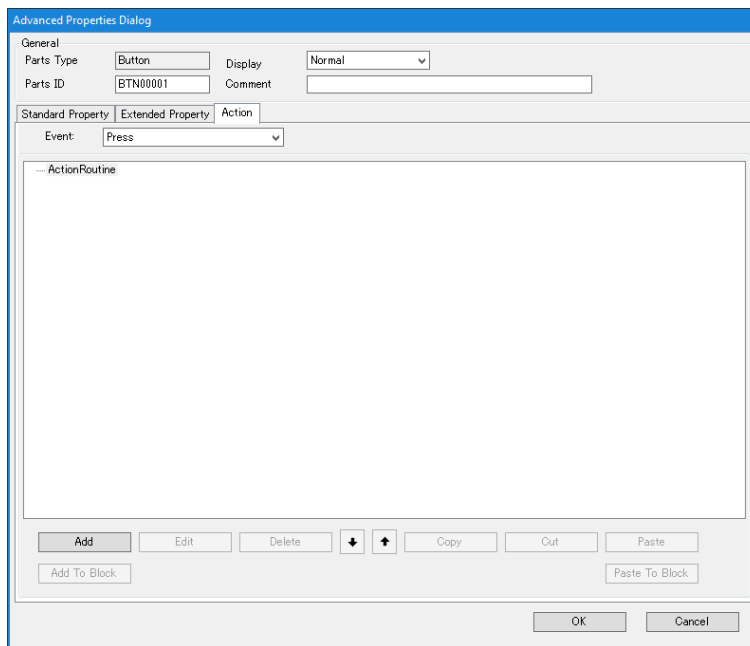 Advanced Properties Dialog
General
Parts Type Button Display Normal
Parts ID BTN00001 Comment
Standard Property Extended Property Action
Event: Press
ActionRoutine
Add Edit Delete Copy Cut Paste
Add To Block Paste To Block
OK Cancel